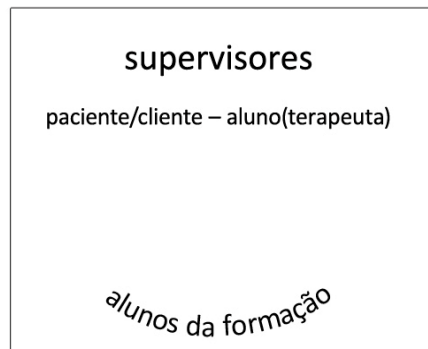 supervisores
paciente/cliente – aluno(terapeuta)
alunos da formação